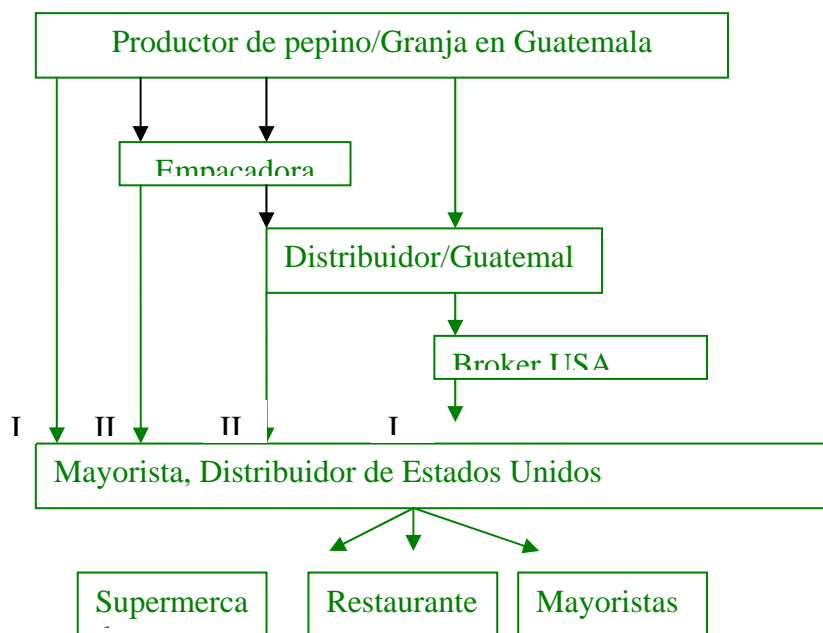 Productor de pepino/Granja en Guatemala
Empacadora
Distribuidor/Guatemal
Broker USA
I II II I
Mayorista, Distribuidor de Estados Unidos
Supermerca Restaurante Mayoristas